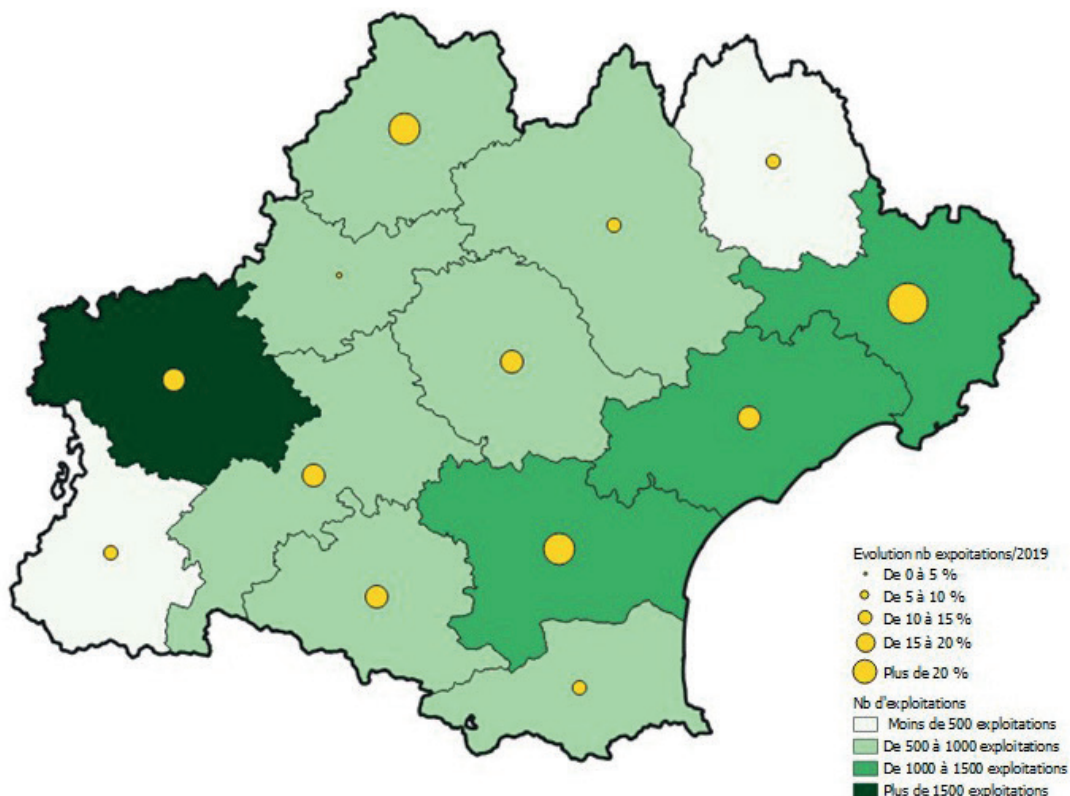 Evolution nb expoitations/2019
De 0 à 5 %
De 5 à 10 %
De 10 à 15 %
De 15 à 20 %
Plus de 20 %
Nb d'exploitations
Moins de 500 exploitations
De 500 à 1000 exploitations
De 1000 à 1500 exploitations
Plus de 1500 exploitations